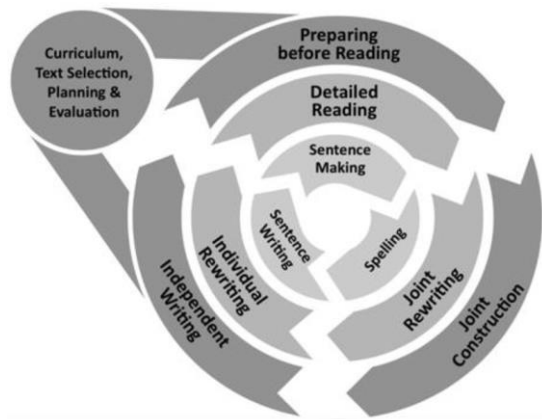 Curriculum,
Text Selection,
Planning &
Evaluation
Preparing
before Reading
Detailed
Reading
Sentence
Making
Spelling
Sentence
Writing
Joint
Rewriting
Individual
Rewriting
Joint
Construction
Independent
Writing